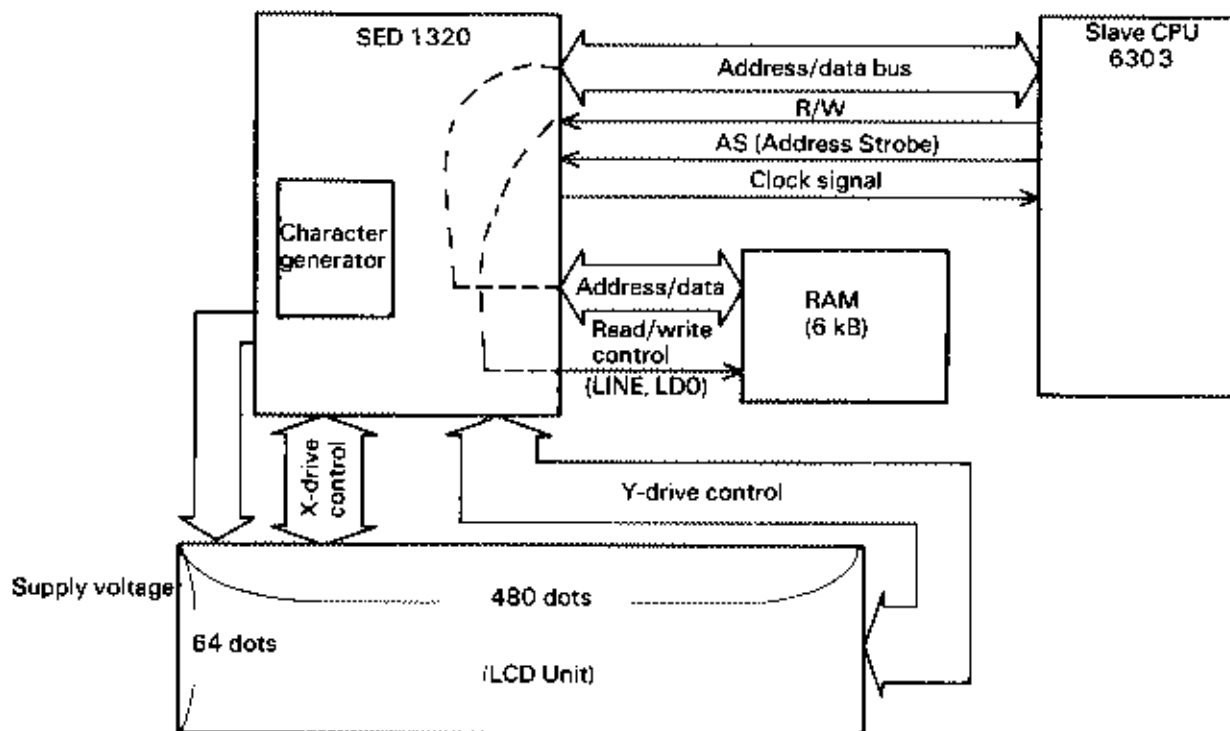 SED 1320
Slave CPU
6303
Address/data bus
R/W
AS (Address Strobe)
Clock signal
Character
generator
Address/data
RAM
(6 kB)
Read/write
control
(LINE, LD0)
X-drive
control
Y-drive control
Supply voltage
480 dots
64 dots
(LCD Unit)